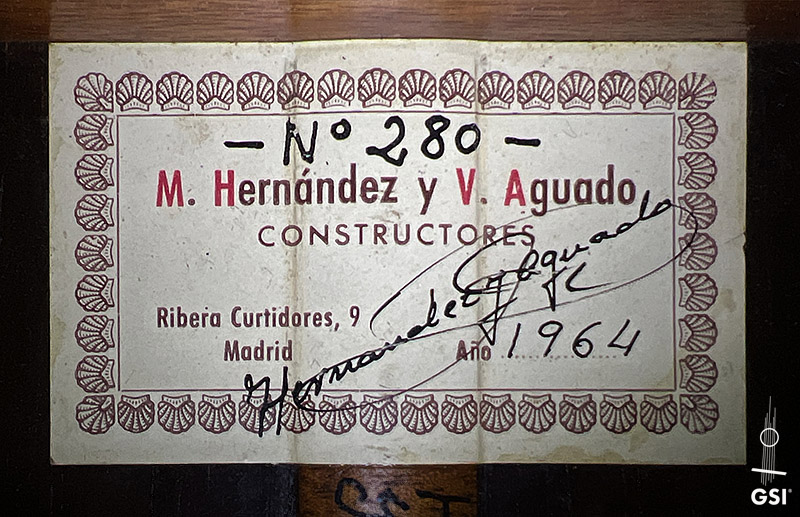 - Nº 280 -
M. Hernández y V. Aguado
CONSTRUCTORES
Ribera Curtidores, 9
Madrid
Año 1964
Hernandez y Aguado
GSI